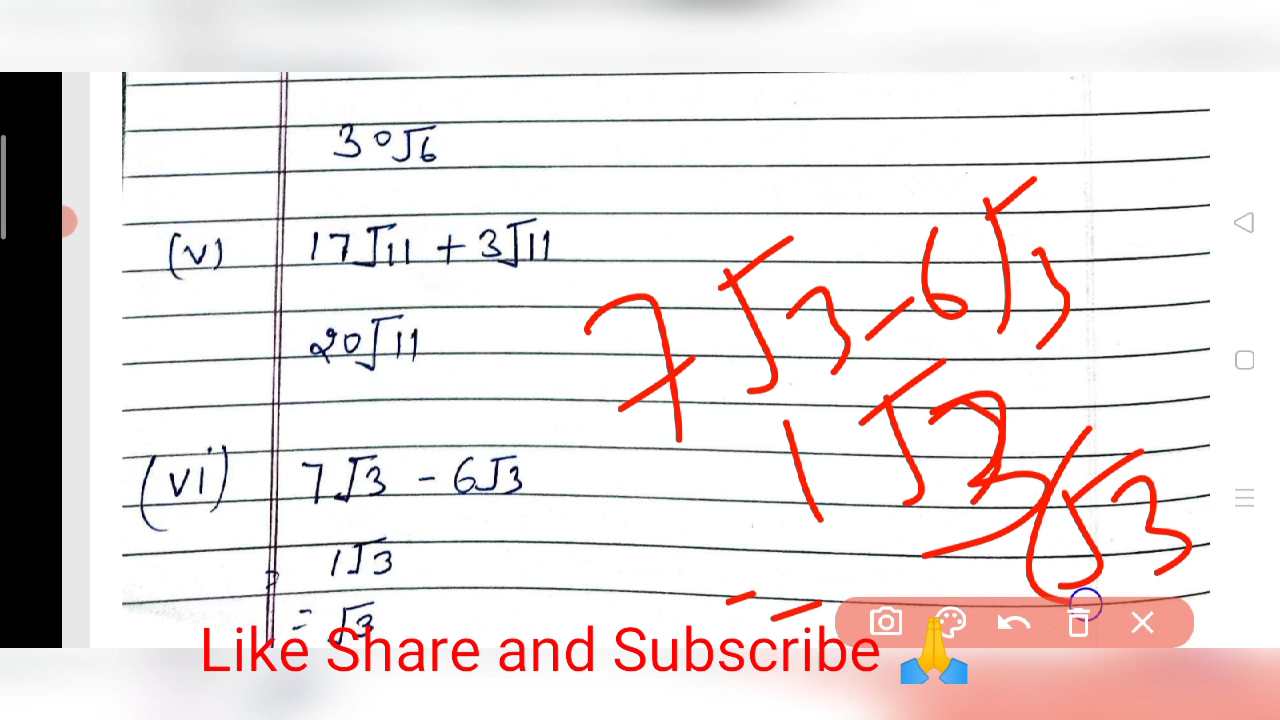 30√6
(v) 17√11 + 3√11
20√11
7√3 - 6√3
1√3
(√3
(vi) 7√3 - 6√3
1√3
= √3
Like Share and Subscribe 🙏